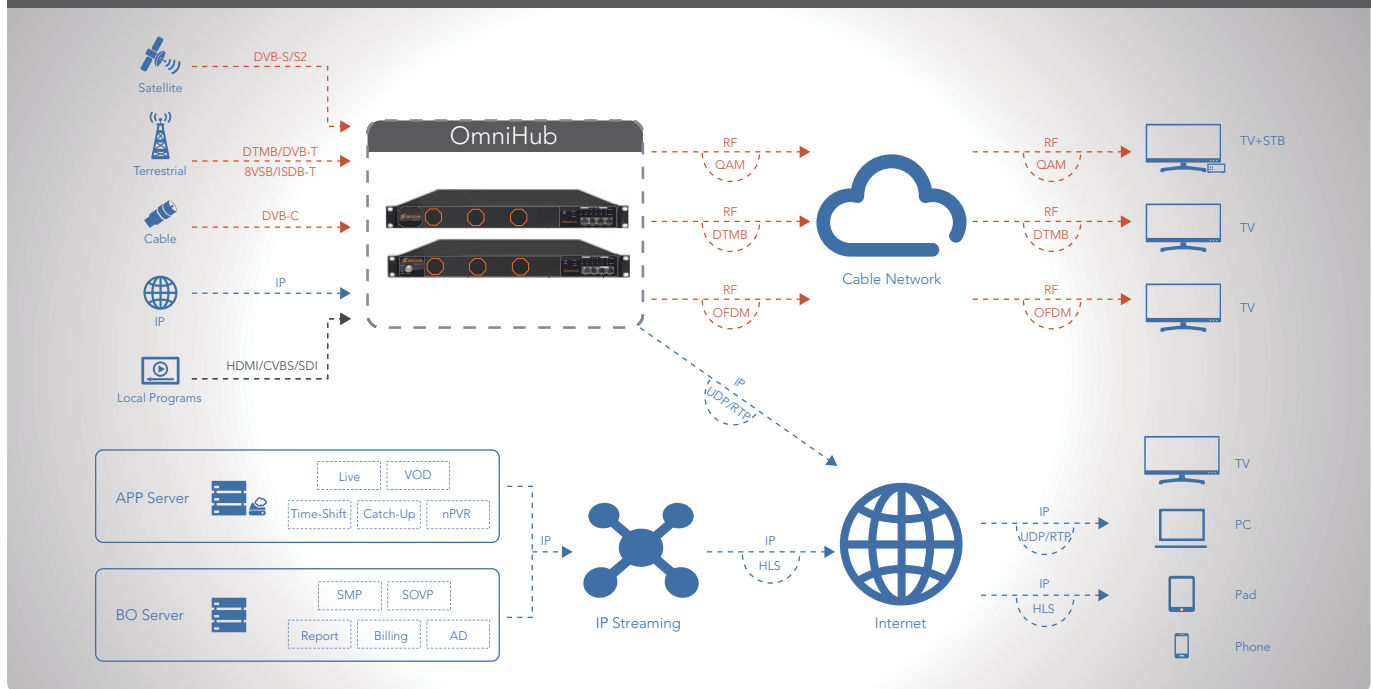 Satellite
DVB-S/S2
Terrestrial
DTMB/DVB-T
8VSB/ISDB-T
Cable
DVB-C
IP
IP
Local Programs
HDMI/CVBS/SDI
OmniHub
RF
QAM
RF
DTMB
RF
OFDM
Cable Network
RF
QAM
RF
DTMB
RF
OFDM
TV+STB
TV
TV
IP
UDP/RTP
APP Server
Live
VOD
Time-Shift
Catch-Up
nPVR
BO Server
SMP
SOVP
Report
Billing
AD
IP
IP Streaming
IP
HLS
Internet
IP
UDP/RTP
IP
HLS
TV
PC
Pad
Phone